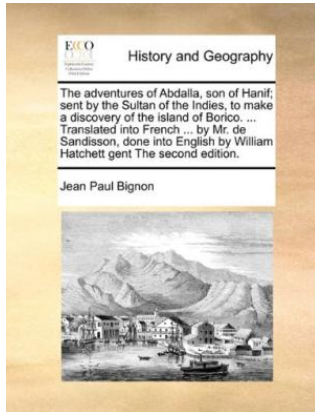 ECCO
History and Geography
The adventures of Abdalla, son of Hanif;
sent by the Sultan of the Indies, to make
a discovery of the island of Borico. ...
Translated into French ... by Mr. de
Sandisson, done into English by William
Hatchett gent The second edition.
Jean Paul Bignon